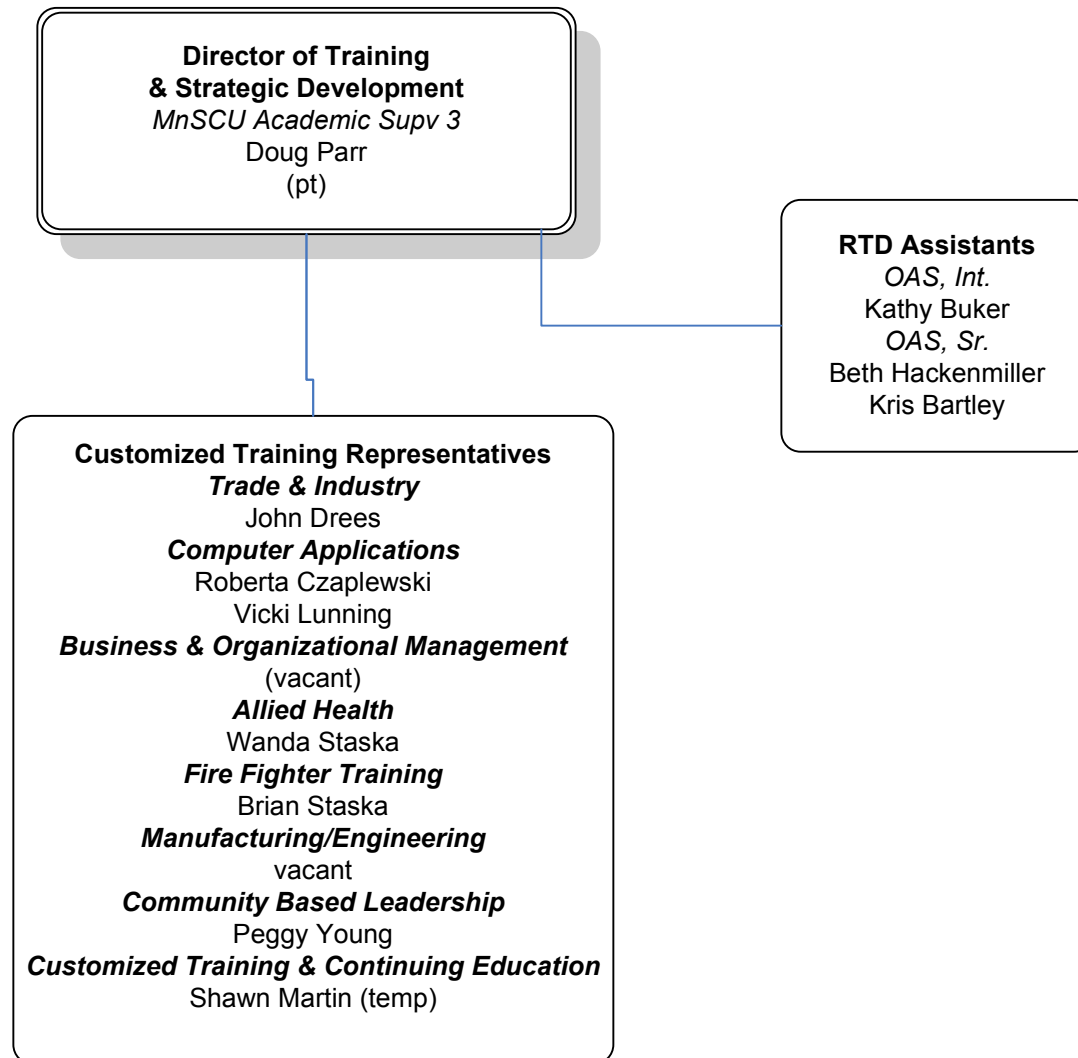 Director of Training
& Strategic Development
MnSCU Academic Supv 3
Doug Parr
(pt)
RTD Assistants
OAS, Int.
Kathy Buker
OAS, Sr.
Beth Hackenmiller
Kris Bartley
Customized Training Representatives
Trade & Industry
John Drees
Computer Applications
Roberta Czaplewski
Vicki Lunning
Business & Organizational Management
(vacant)
Allied Health
Wanda Staska
Fire Fighter Training
Brian Staska
Manufacturing/Engineering
vacant
Community Based Leadership
Peggy Young
Customized Training & Continuing Education
Shawn Martin (temp)